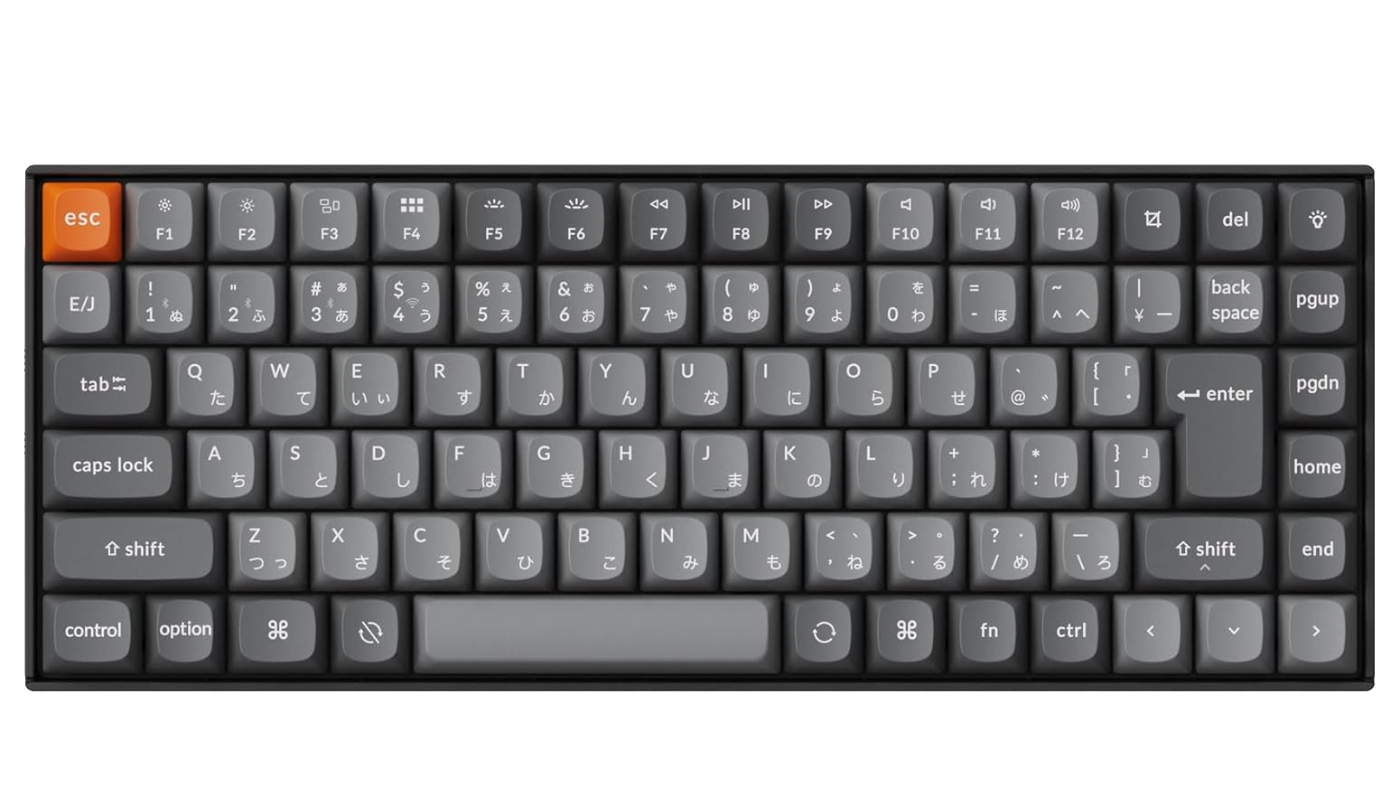 esc F1 F2 F3 F4 F5 F6 F7 F8 F9 F10 F11 F12 del
E/J ! 1 ぬ " 2 ふ # ぁ 3 あ $ ぅ 4 う % ぇ 5 え & ぉ 6 お ' ゃ 7 や ( ゅ 8 ゆ ) ょ 9 よ を 0 わ = - ほ ~ ^ へ | ¥ ー back space pgup
tab Q た W て E い ぃ R す T か Y ん U な I に O ら P せ ` @ ゛ { 「 [ ゜ enter pgdn
caps lock A ち S と D し F は G き H く J ま K の L り + ; れ * : け } 」 ] む home
shift Z つ っ X さ C そ V ひ B こ N み M も < 、 , ね > 。 . る ? ・ / め _ \ ろ shift end
control option ⌘ ⌘ fn ctrl